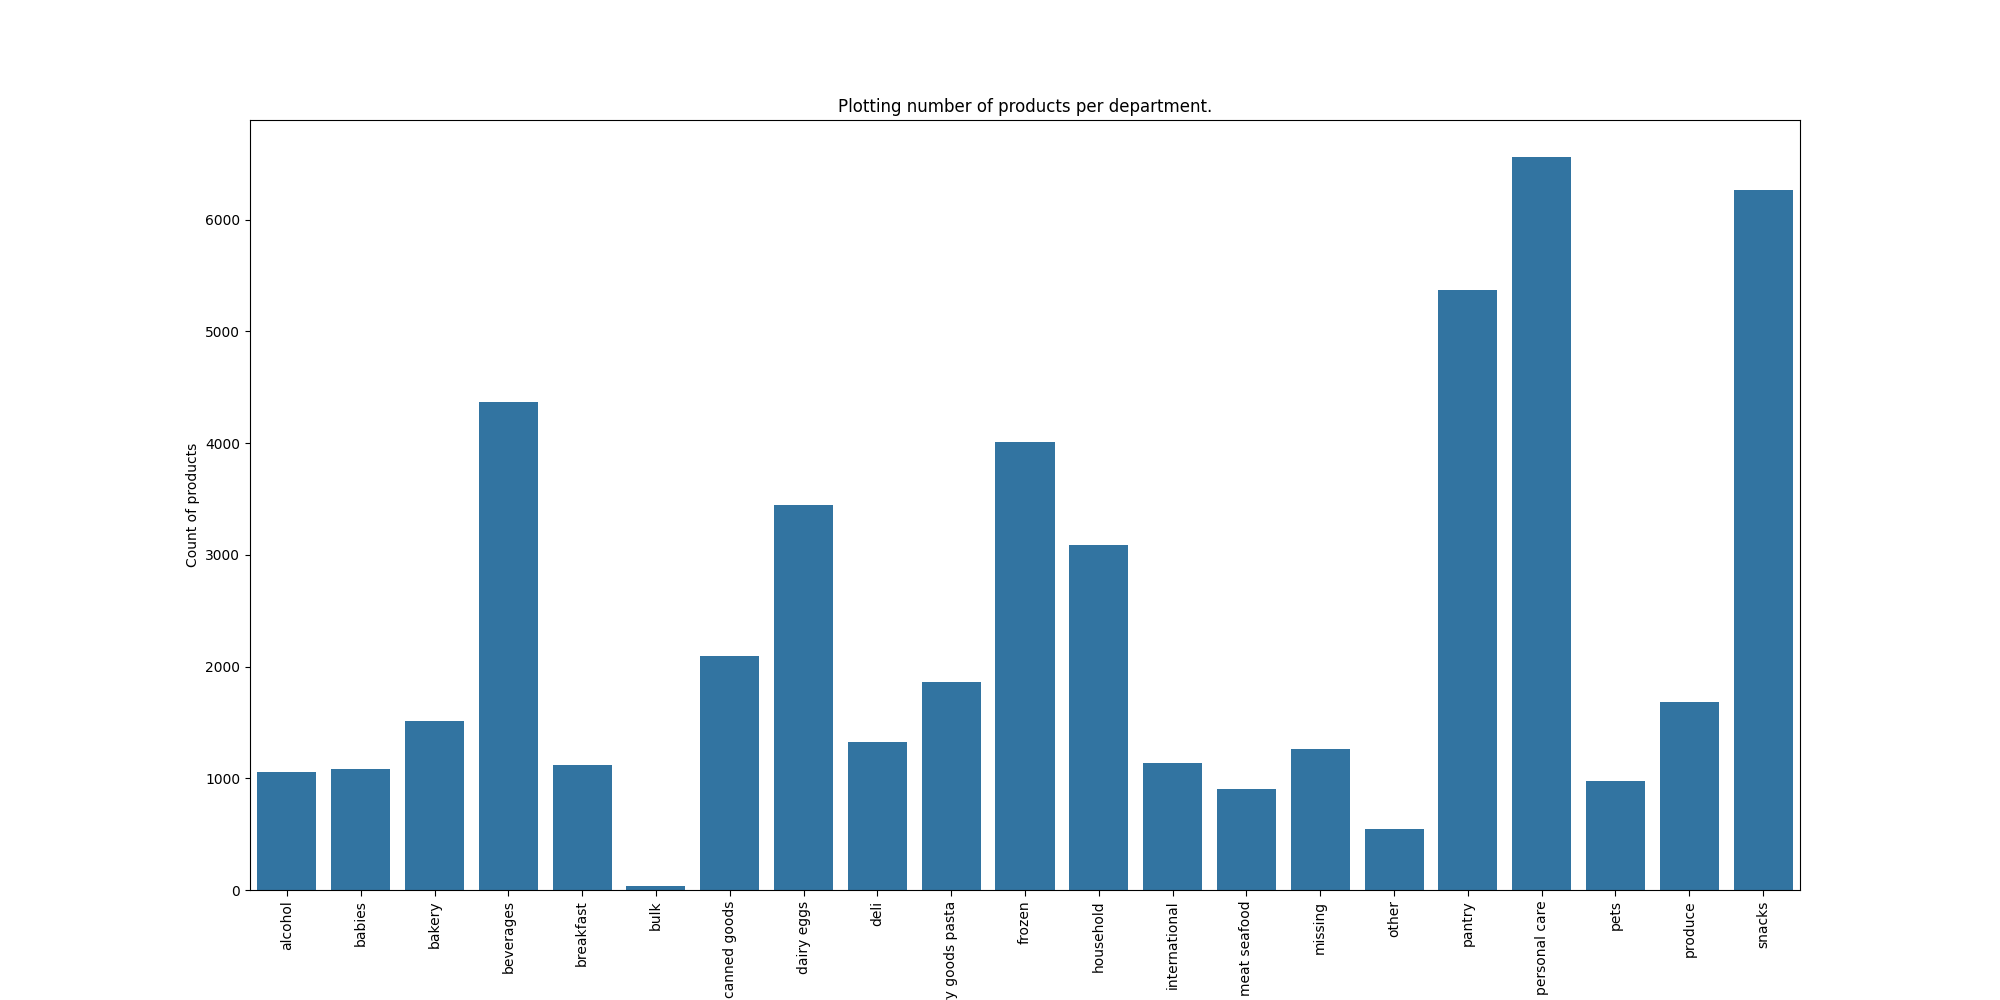 Plotting number of products per department.
Count of products
6000
5000
4000
3000
2000
1000
0
alcohol
babies
bakery
beverages
breakfast
bulk
canned goods
dairy eggs
deli
y goods pasta
frozen
household
international
meat seafood
missing
other
pantry
personal care
pets
produce
snacks